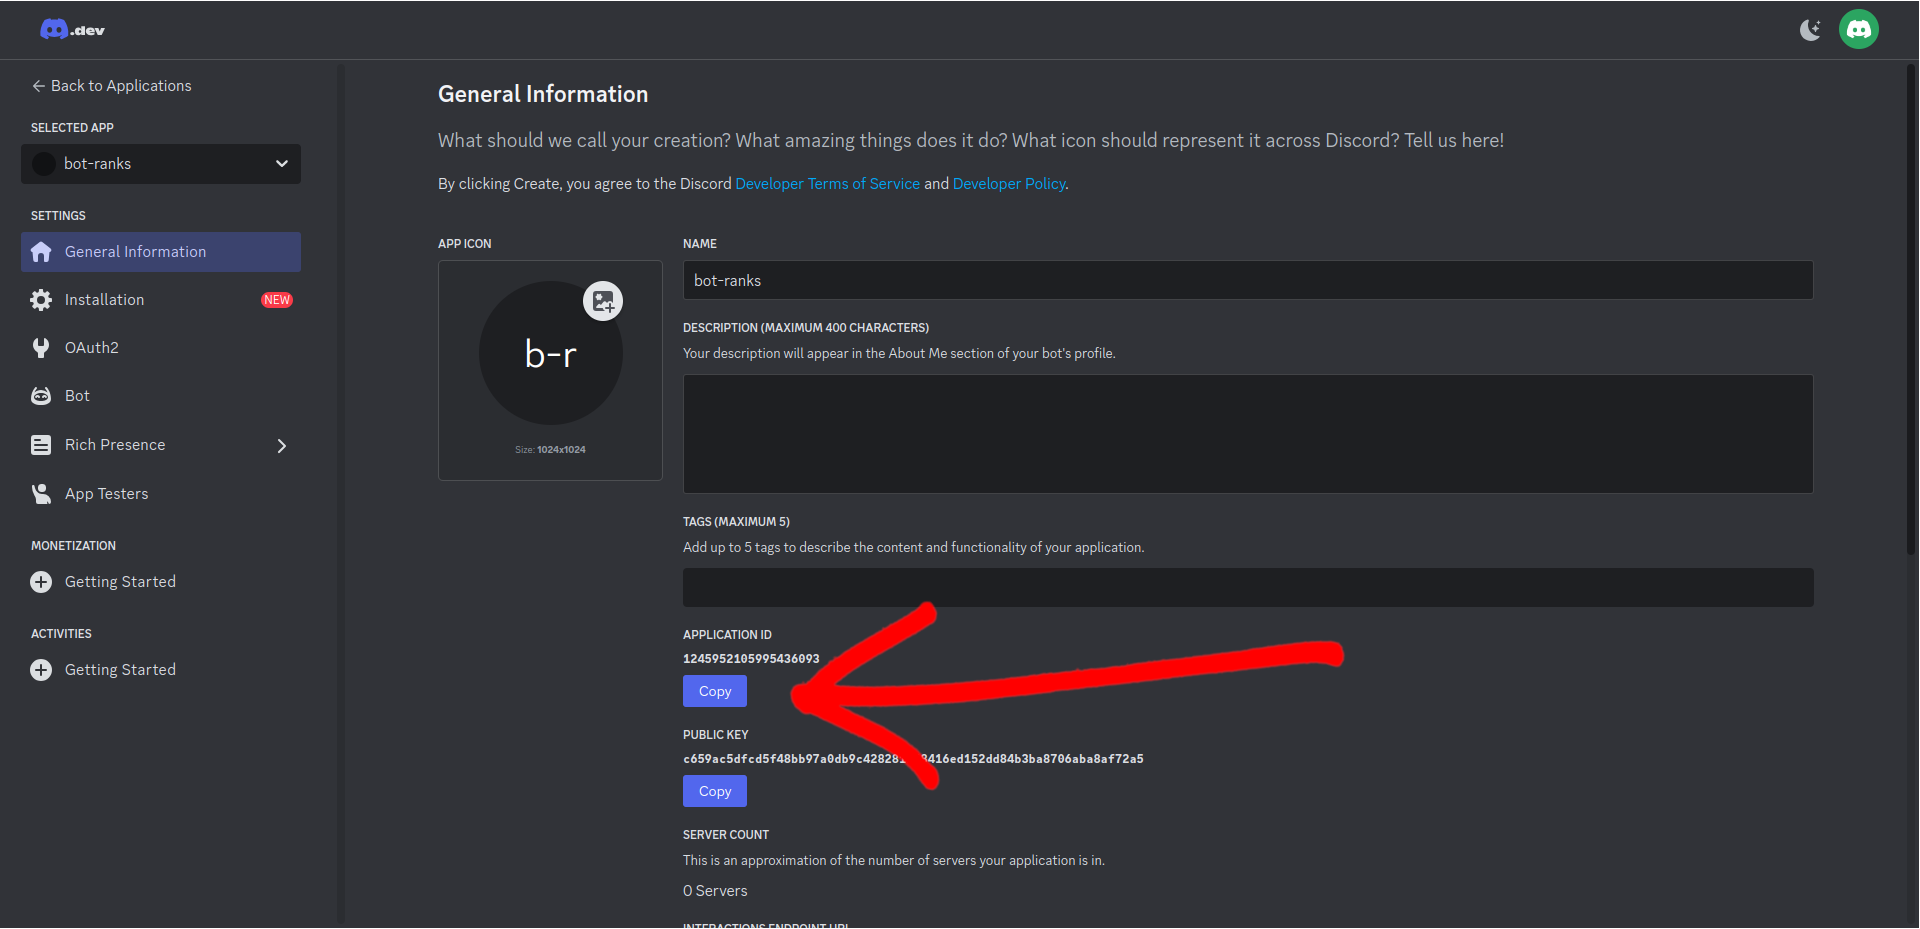 .dev
Back to Applications
SELECTED APP
bot-ranks
SETTINGS
General Information
Installation NEW
OAuth2
Bot
Rich Presence
App Testers
MONETIZATION
Getting Started
ACTIVITIES
Getting Started
General Information
What should we call your creation? What amazing things does it do? What icon should represent it across Discord? Tell us here!
By clicking Create, you agree to the Discord Developer Terms of Service and Developer Policy.
APP ICON
b-r
Size: 1024x1024
NAME
bot-ranks
DESCRIPTION (MAXIMUM 400 CHARACTERS)
Your description will appear in the About Me section of your bot's profile.
TAGS (MAXIMUM 5)
Add up to 5 tags to describe the content and functionality of your application.
APPLICATION ID
1245952105995436093
Copy
PUBLIC KEY
Copy
SERVER COUNT
This is an approximation of the number of servers your application is in.
0 Servers
INTERACTIONS ENDPOINT URL